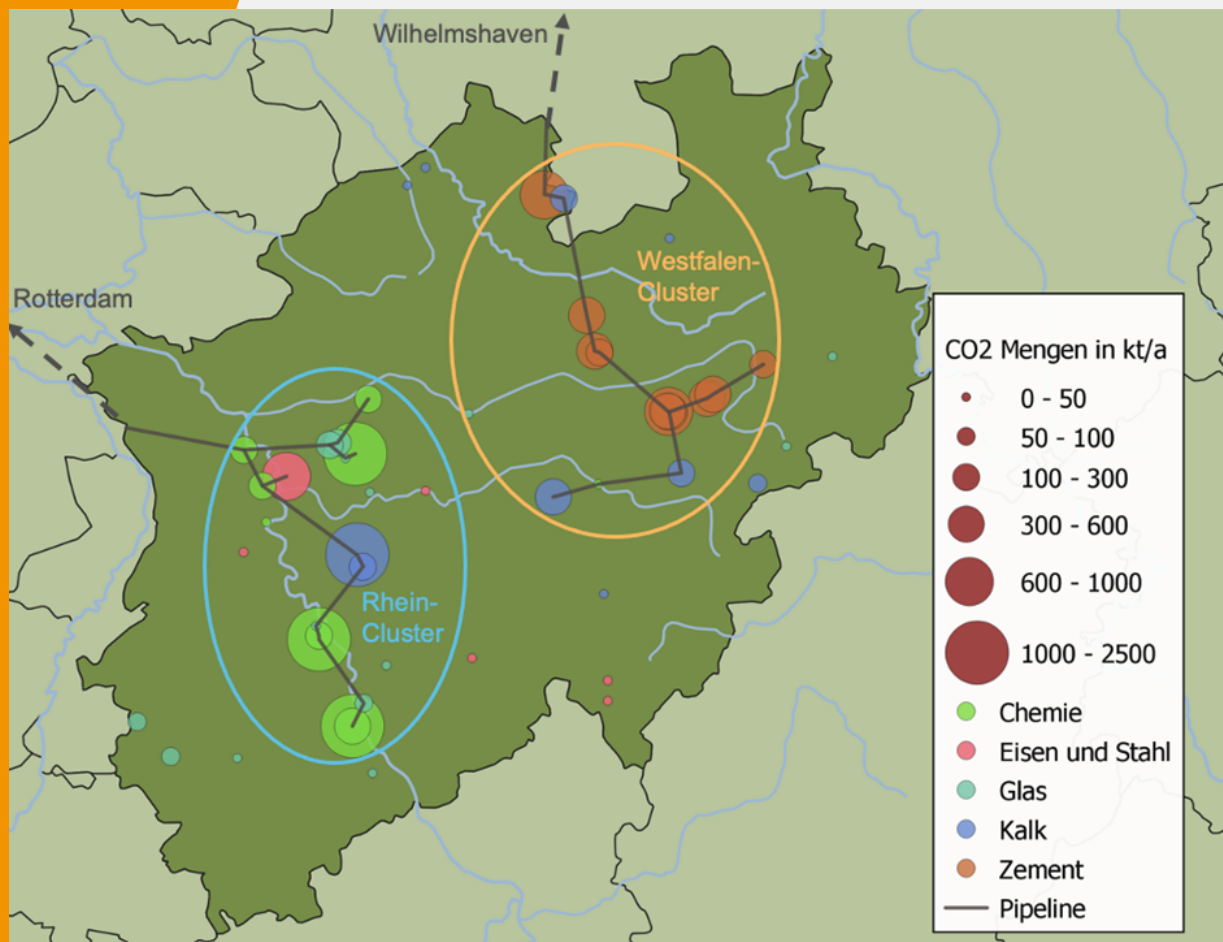 Wilhelmshaven
Rotterdam
Westfalen-
Cluster
Rhein-
Cluster
CO2 Mengen in kt/a
0 - 50
50 - 100
100 - 300
300 - 600
600 - 1000
1000 - 2500
Chemie
Eisen und Stahl
Glas
Kalk
Zement
Pipeline